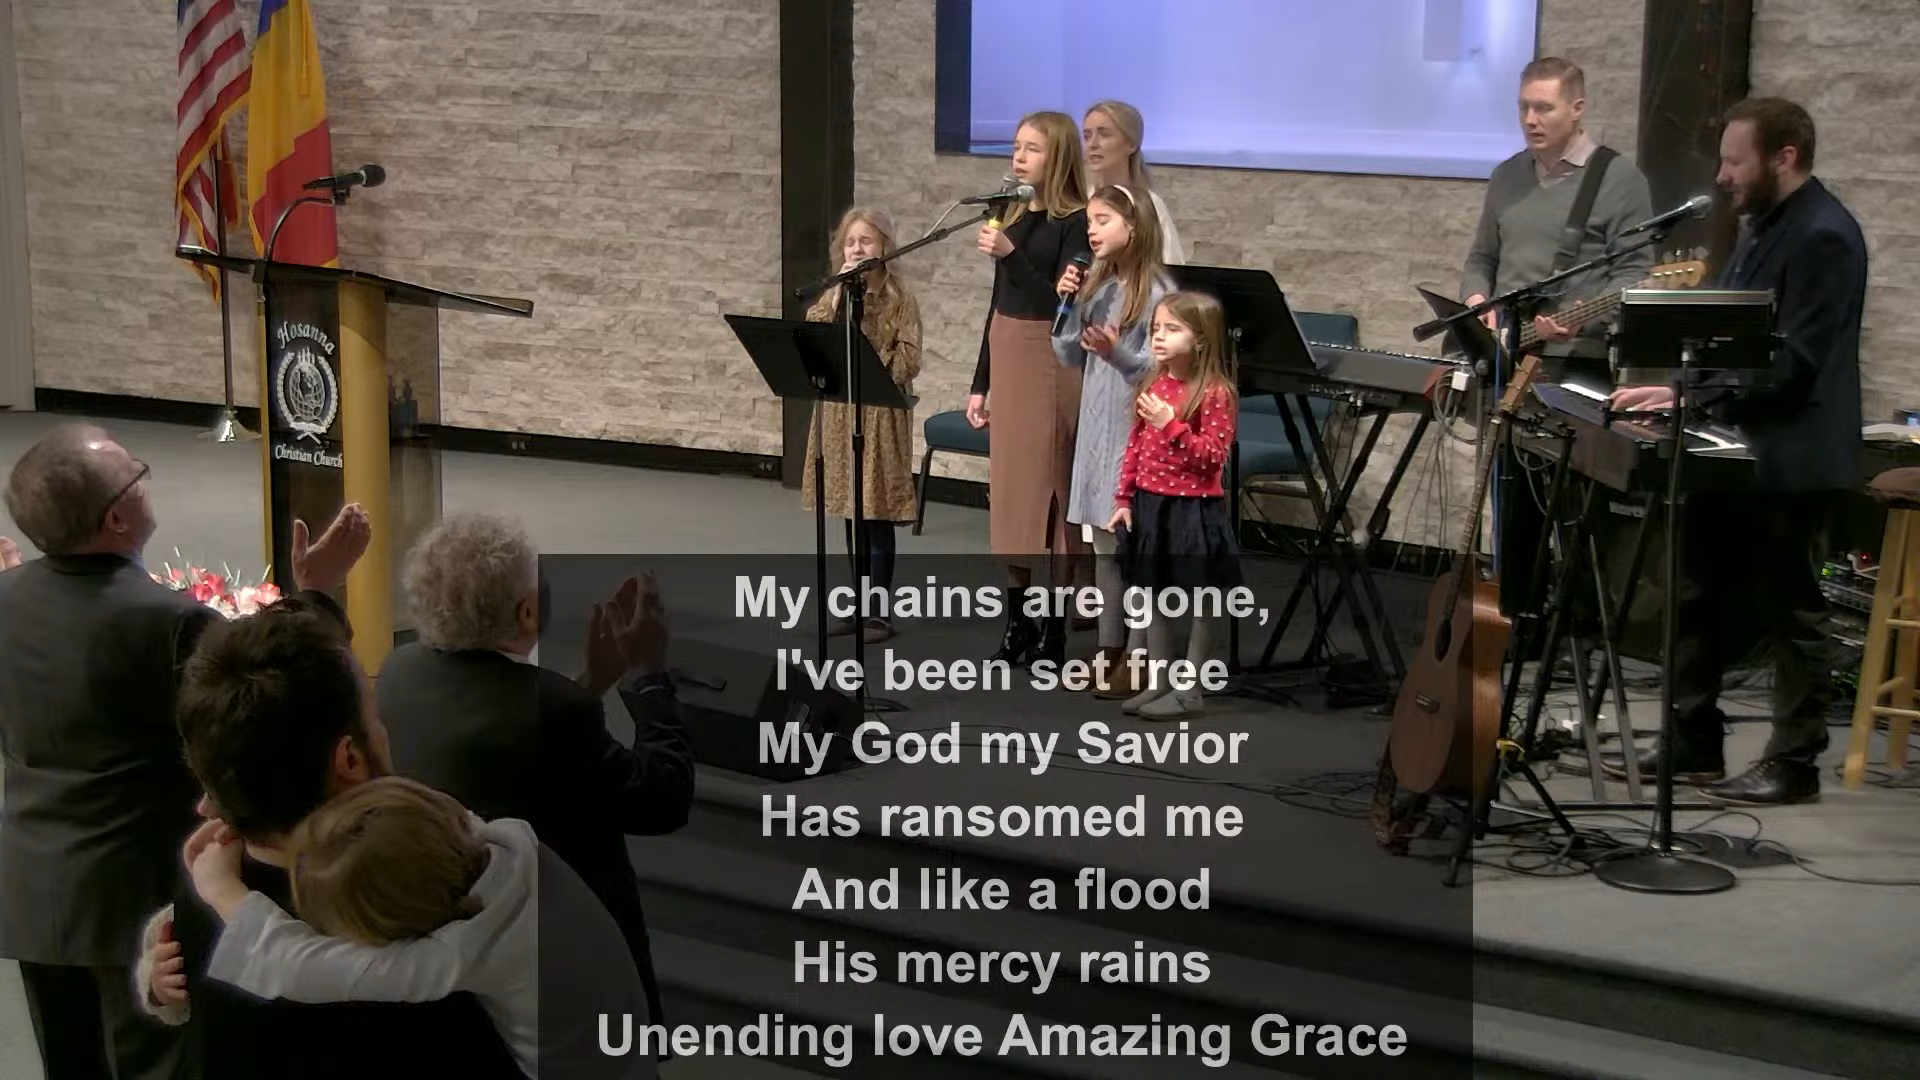 Hosanna
Christian Church
My chains are gone,
I've been set free
My God my Savior
Has ransomed me
And like a flood
His mercy rains
Unending love Amazing Grace